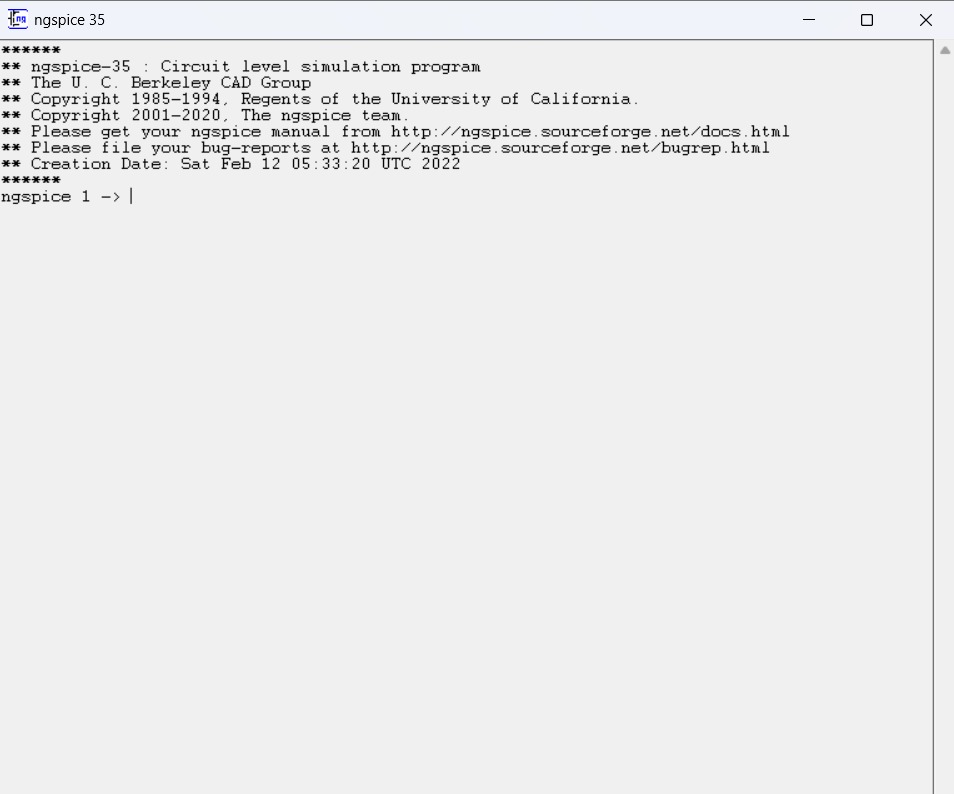 ngspice 35
******
** ngspice-35 : Circuit level simulation program
** The U. C. Berkeley CAD Group
** Copyright 1985-1994, Regents of the University of California.
** Copyright 2001-2020, The ngspice team.
** Please get your ngspice manual from http://ngspice.sourceforge.net/docs.html
** Please file your bug-reports at http://ngspice.sourceforge.net/bugrep.html
** Creation Date: Sat Feb 12 05:33:20 UTC 2022
******
ngspice 1 ->